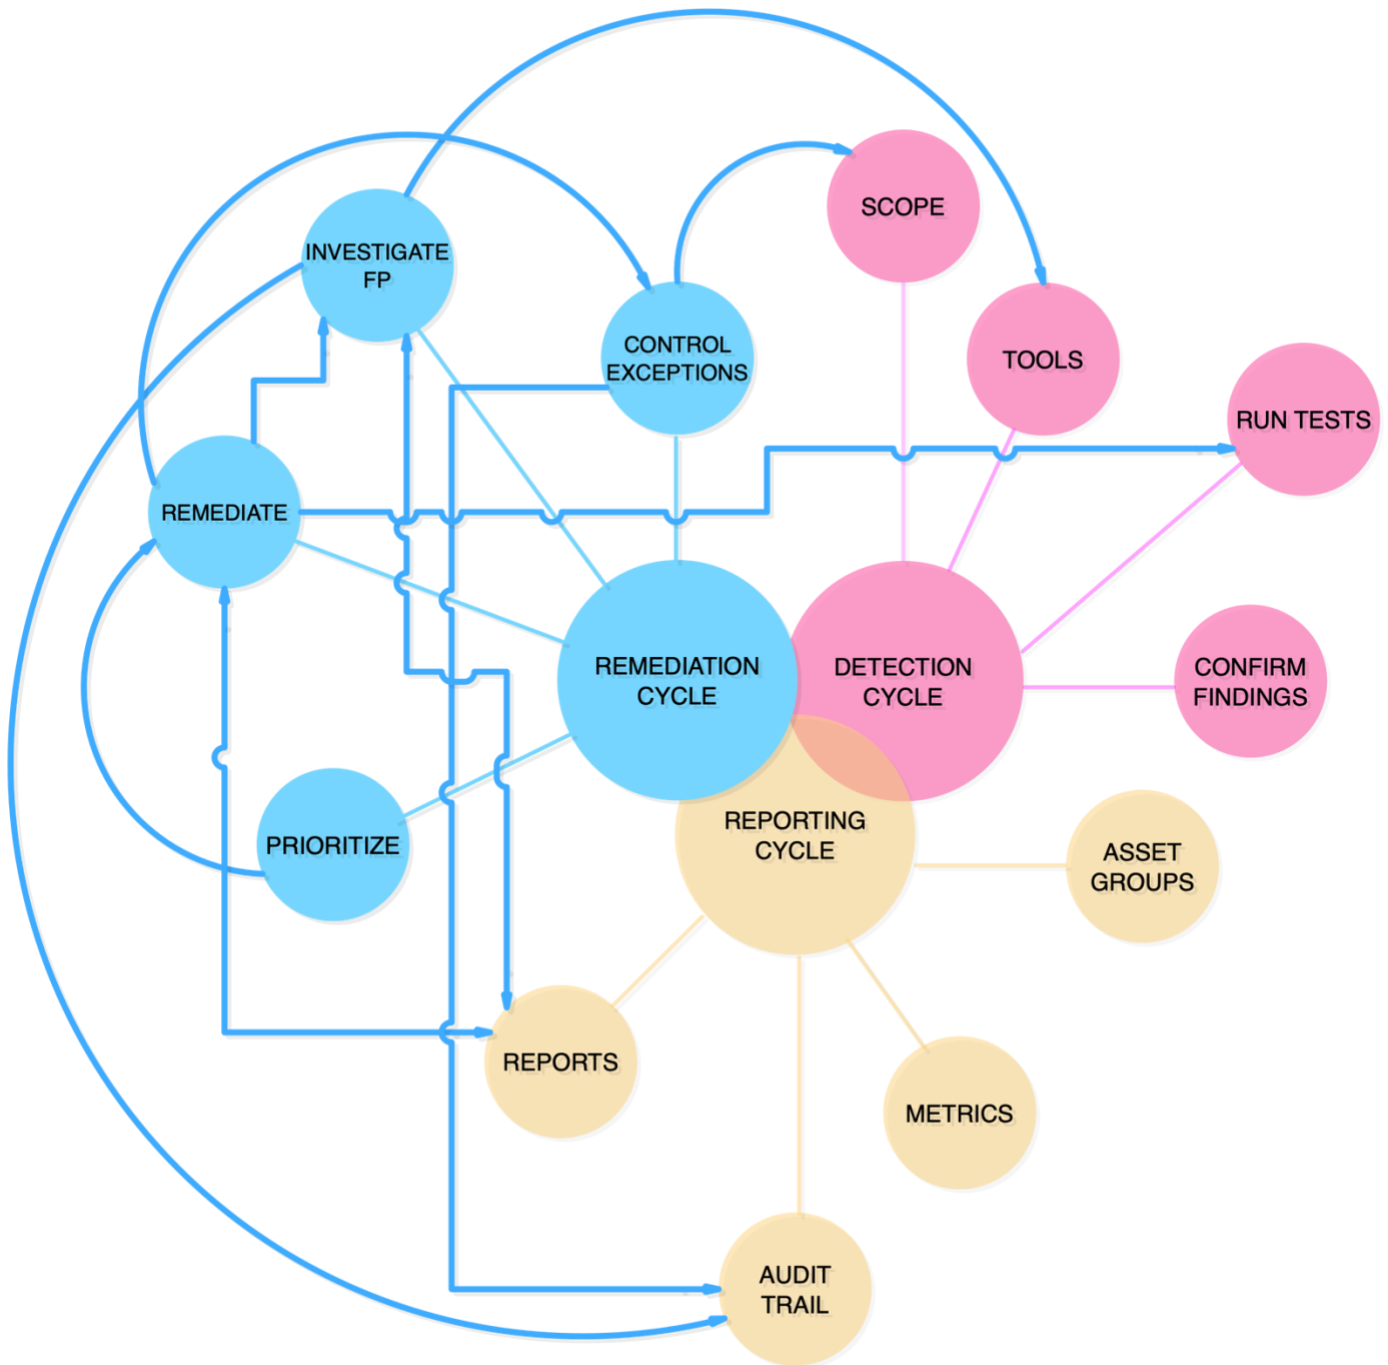 SCOPE
INVESTIGATE
FP
CONTROL
EXCEPTIONS
TOOLS
RUN TESTS
REMEDIATE
REMEDIATION
CYCLE
DETECTION
CYCLE
CONFIRM
FINDINGS
PRIORITIZE
REPORTING
CYCLE
ASSET
GROUPS
REPORTS
METRICS
AUDIT
TRAIL